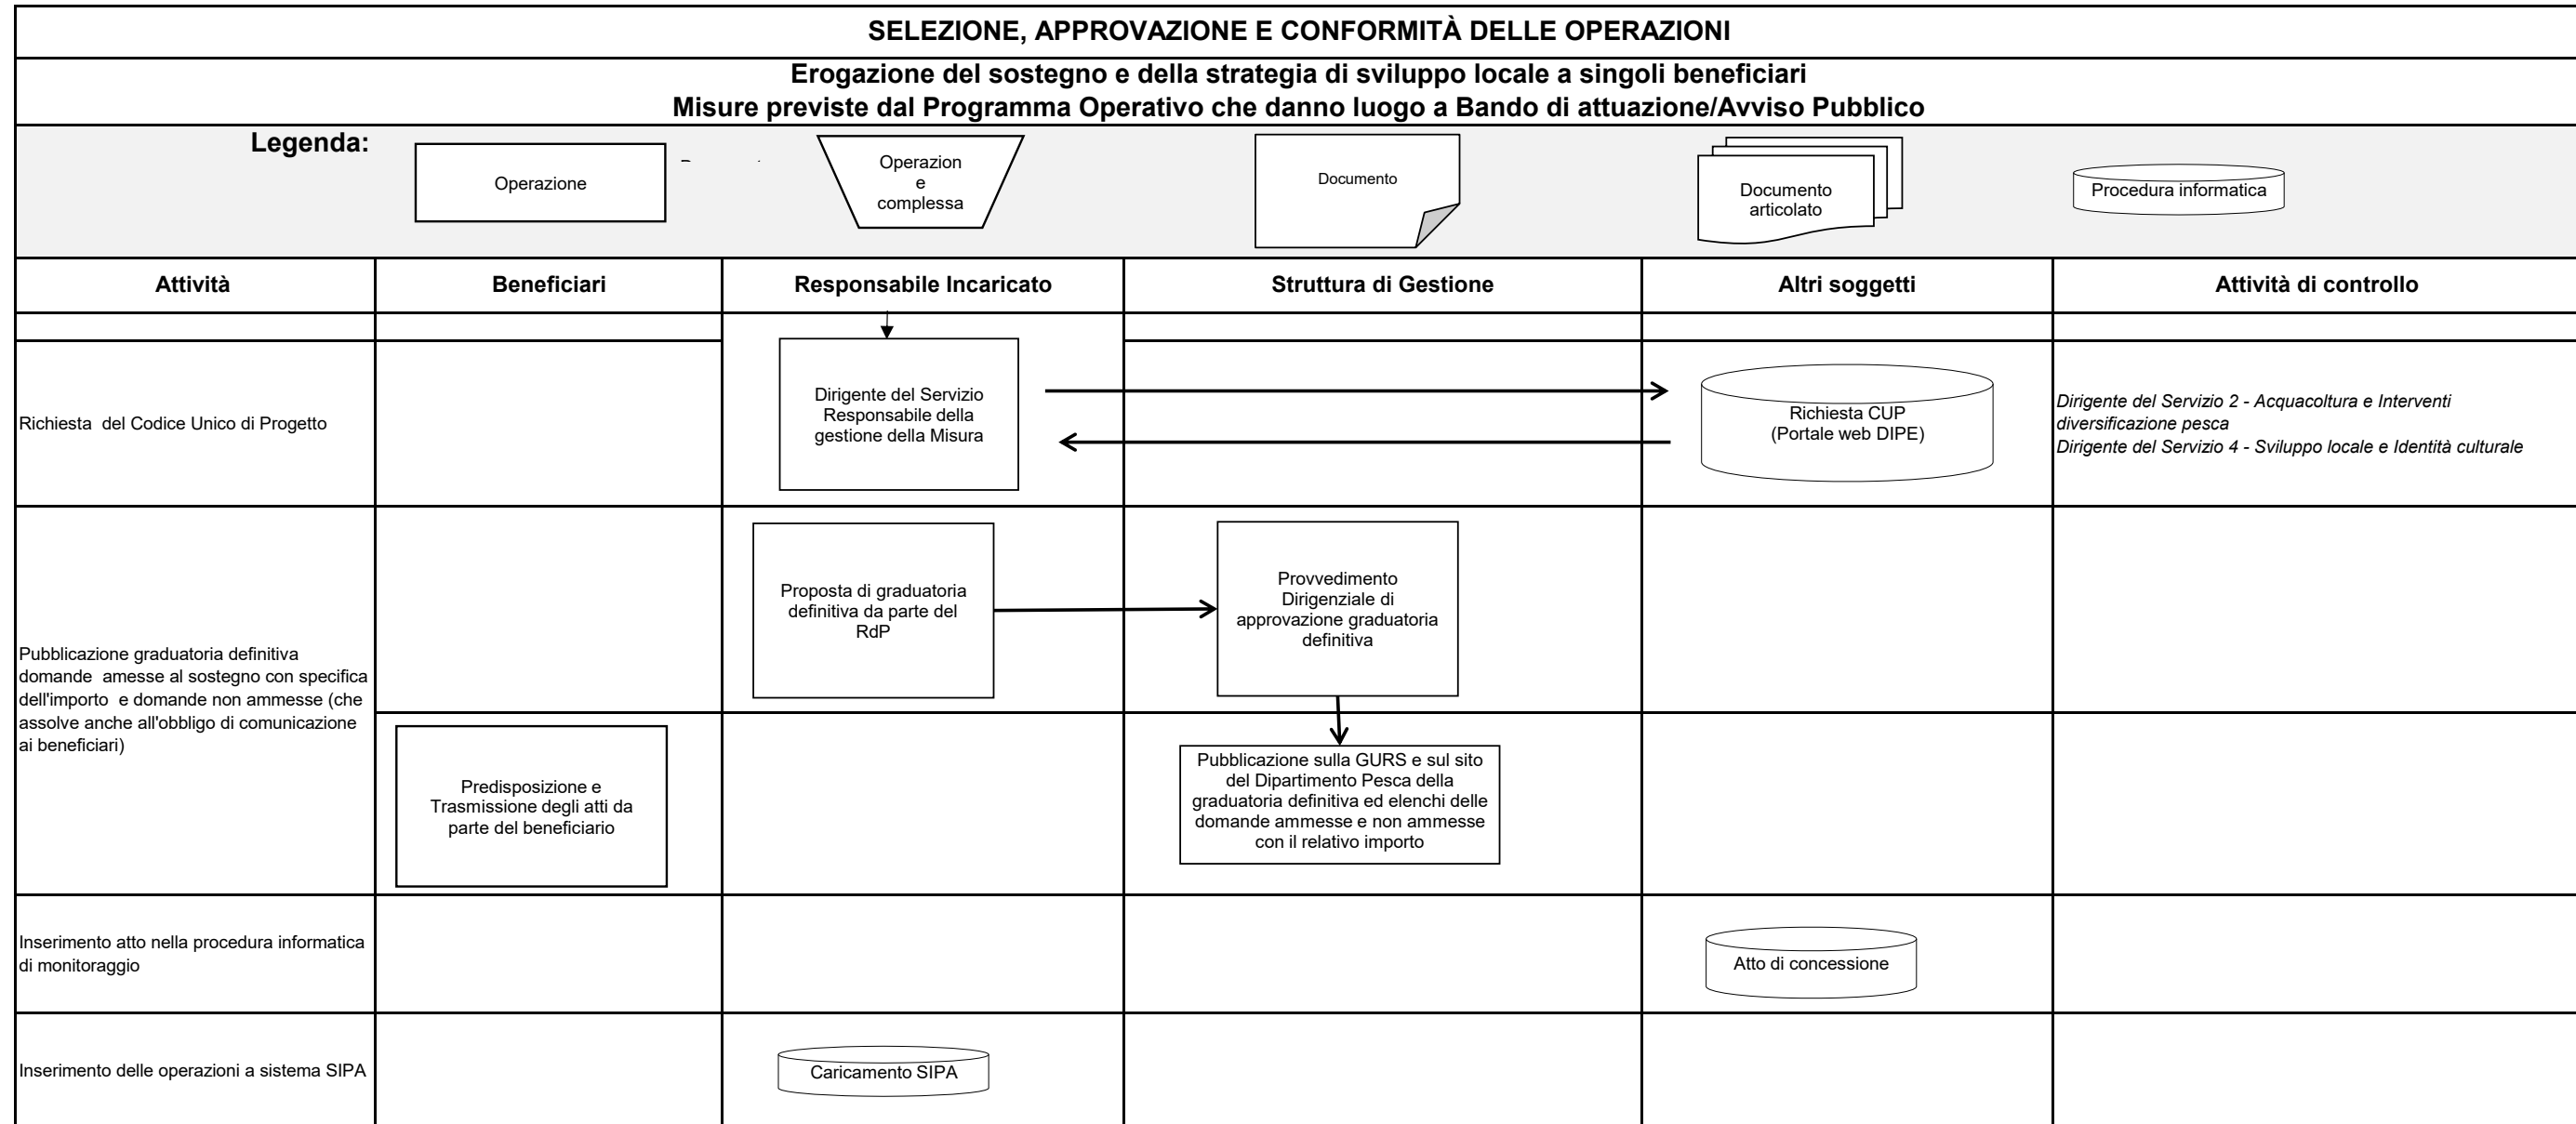 SELEZIONE, APPROVAZIONE E CONFORMITÀ DELLE OPERAZIONI
Erogazione del sostegno e della strategia di sviluppo locale a singoli beneficiari
Misure previste dal Programma Operativo che danno luogo a Bando di attuazione/Avviso Pubblico
Legenda:
Operazione
Operazion
e
complessa
Documento
Documento
articolato
Procedura informatica
Attività
Beneficiari
Responsabile Incaricato
Struttura di Gestione
Altri soggetti
Attività di controllo
Richiesta  del Codice Unico di Progetto
Dirigente del Servizio
Responsabile della
gestione della Misura
Richiesta CUP
(Portale web DIPE)
Dirigente del Servizio 2 - Acquacoltura e Interventi
diversificazione pesca
Dirigente del Servizio 4 - Sviluppo locale e Identità culturale
Pubblicazione graduatoria definitiva
domande  amesse al sostegno con specifica
dell'importo  e domande non ammesse (che
assolve anche all'obbligo di comunicazione
ai beneficiari)
Proposta di graduatoria
definitiva da parte del
RdP
Provvedimento
Dirigenziale di
approvazione graduatoria
definitiva
Predisposizione e
Trasmissione degli atti da
parte del beneficiario
Pubblicazione sulla GURS e sul sito
del Dipartimento Pesca della
graduatoria definitiva ed elenchi delle
domande ammesse e non ammesse
con il relativo importo
Inserimento atto nella procedura informatica
di monitoraggio
Atto di concessione
Inserimento delle operazioni a sistema SIPA
Caricamento SIPA